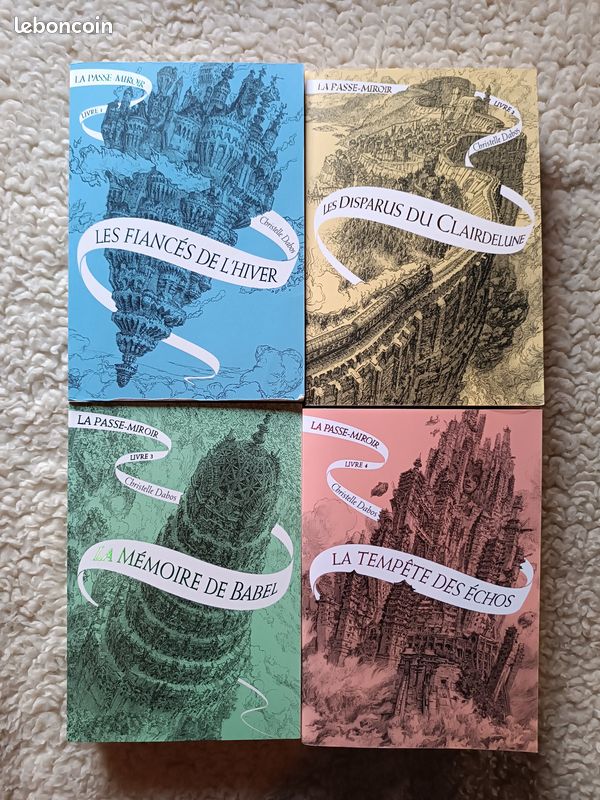 leboncoin
LA PASSE-MIROIR
LIVRE 1
Christelle Dabos
LES FIANCÉS DE L'HIVER
LA PASSE-MIROIR
LIVRE 2
Christelle Dabos
LES DISPARUS DU CLAIRDELUNE
LA PASSE-MIROIR
LIVRE 3
Christelle Dabos
LA MÉMOIRE DE BABEL
LA PASSE-MIROIR
LIVRE 4
Christelle Dabos
LA TEMPÊTE DES ÉCHOS